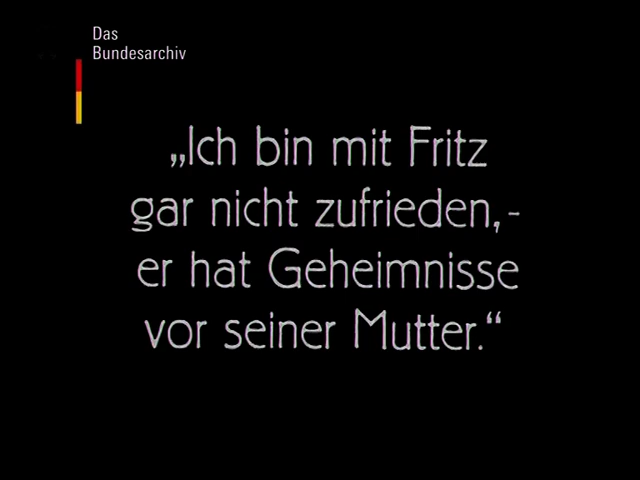 Das
Bundesarchiv
„Ich bin mit Fritz
gar nicht zufrieden,-
er hat Geheimnisse
vor seiner Mutter.“